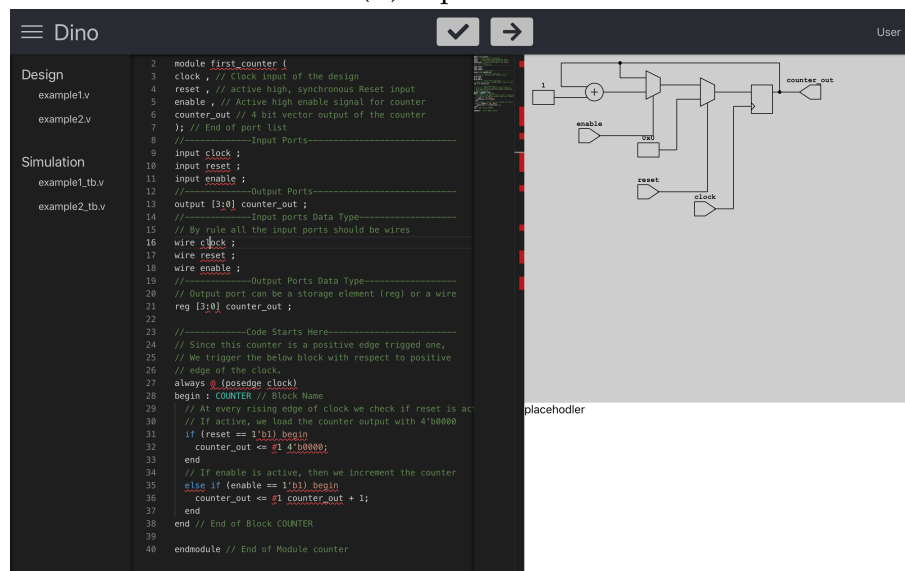 Dino
User
Design
example1.v
example2.v
Simulation
example1_tb.v
example2_tb.v
2 module first_counter (
3 clock , // Clock input of the design
4 reset , // active high, synchronous Reset input
5 enable , // Active high enable signal for counter
6 counter_out // 4 bit vector output of the counter
7 ); // End of port list
8 //-------------Input Ports-----------------------------
9 input clock ;
10 input reset ;
11 input enable ;
12 //-------------Output Ports----------------------------
13 output [3:0] counter_out ;
14 //-------------Input ports Data Type-------------------
15 // By rule all the input ports should be wires
16 wire clock ;
17 wire reset ;
18 wire enable ;
19 //-------------Output Ports Data Type------------------
20 // Output port can be a storage element (reg) or a wire
21 reg [3:0] counter_out ;
22
23 //------------Code Starts Here-------------------------
24 // Since this counter is a positive edge trigged one,
25 // We trigger the below block with respect to positive
26 // edge of the clock.
27 always @ (posedge clock)
28 begin : COUNTER // Block Name
29 // At every rising edge of clock we check if reset is ac
30 // If active, we load the counter output with 4'b0000
31 if (reset == 1'b1) begin
32 counter_out <= #1 4'b0000;
33 end
34 // If enable is active, then we increment the counter
35 else if (enable == 1'b1) begin
36 counter_out <= #1 counter_out + 1;
37 end
38 end // End of Block COUNTER
39
40 endmodule // End of Module counter
1
+
counter_out
enable
0x0
reset
clock
placehodler